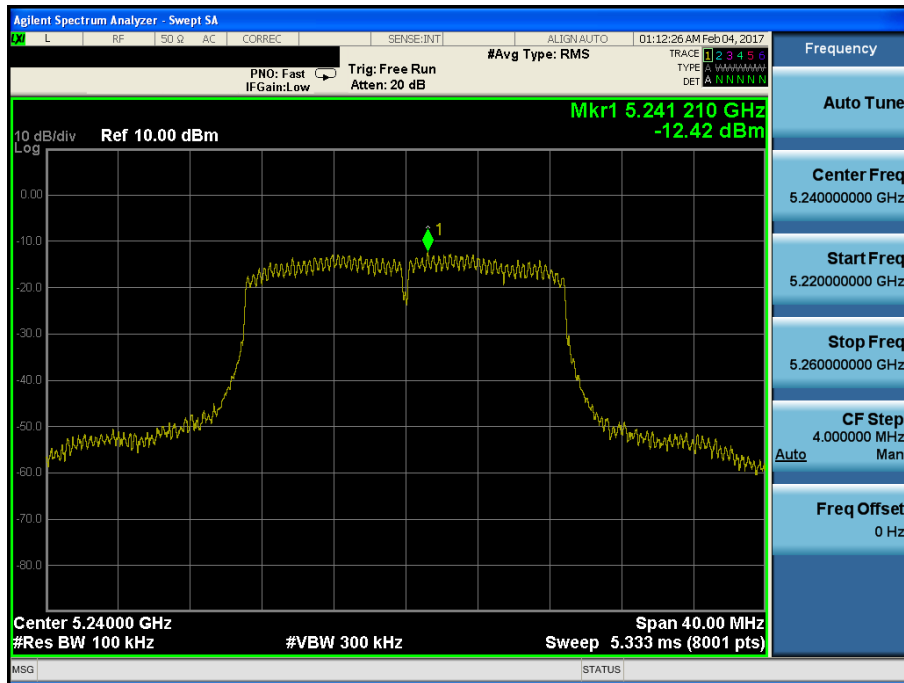 Agilent Spectrum Analyzer - Swept SA
LXI L RF 50 Ω AC CORREC SENSE:INT ALIGN AUTO 01:12:26 AM Feb 04, 2017
#Avg Type: RMS
TRACE 1 2 3 4 5 6
TYPE A WWWWW
DET A N N N N N
PNO: Fast
IFGain:Low
Trig: Free Run
Atten: 20 dB
Mkr1 5.241 210 GHz
-12.42 dBm
10 dB/div
Log
Ref 10.00 dBm
0.00
-10.0
-20.0
-30.0
-40.0
-50.0
-60.0
-70.0
-80.0
1
Center 5.24000 GHz
Span 40.00 MHz
#Res BW 100 kHz
#VBW 300 kHz
Sweep 5.333 ms (8001 pts)
MSG
STATUS
Frequency
Auto Tune
Center Freq
5.240000000 GHz
Start Freq
5.220000000 GHz
Stop Freq
5.260000000 GHz
CF Step
4.000000 MHz
Auto Man
Freq Offset
0 Hz